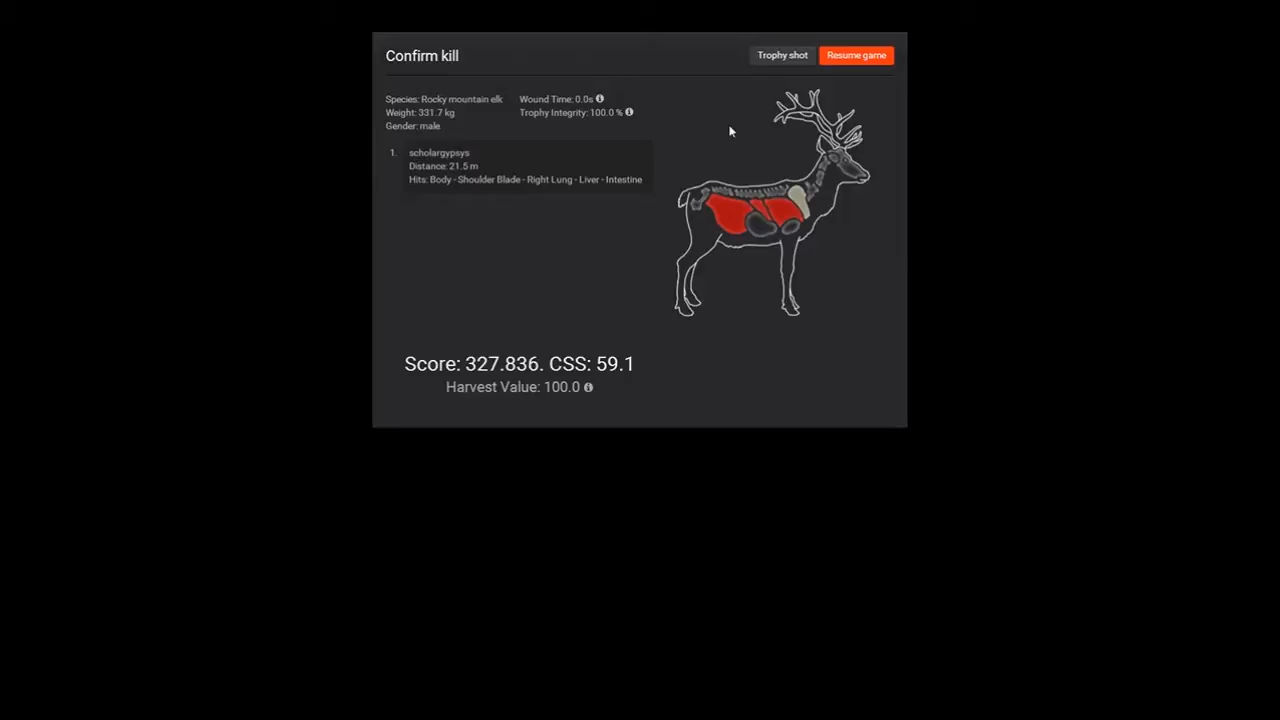 Confirm kill
Trophy shot
Resume game
Species: Rocky mountain elk
Weight: 331.7 kg
Gender: male
Wound Time: 0.0s
Trophy Integrity: 100.0 %
1. scholargypsys
Distance: 21.5 m
Hits: Body - Shoulder Blade - Right Lung - Liver - Intestine
Score: 327.836. CSS: 59.1
Harvest Value: 100.0